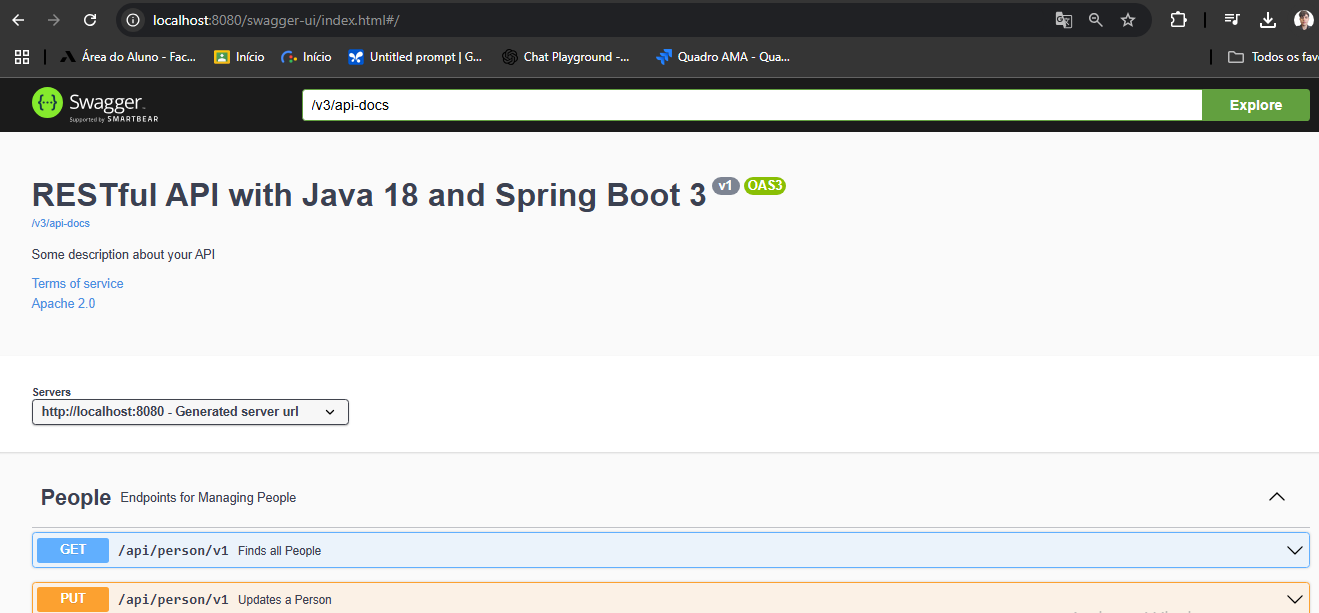 localhost:8080/swagger-ui/index.html#/
Área do Aluno - Fac... Início Início Untitled prompt | G... Chat Playground -... Quadro AMA - Qua... Todos os fav
Swagger
Supported by SMARTBEAR
/v3/api-docs
Explore
RESTful API with Java 18 and Spring Boot 3 v1 OAS3
/v3/api-docs
Some description about your API
Terms of service
Apache 2.0
Servers
http://localhost:8080 - Generated server url
People Endpoints for Managing People
GET /api/person/v1 Finds all People
PUT /api/person/v1 Updates a Person